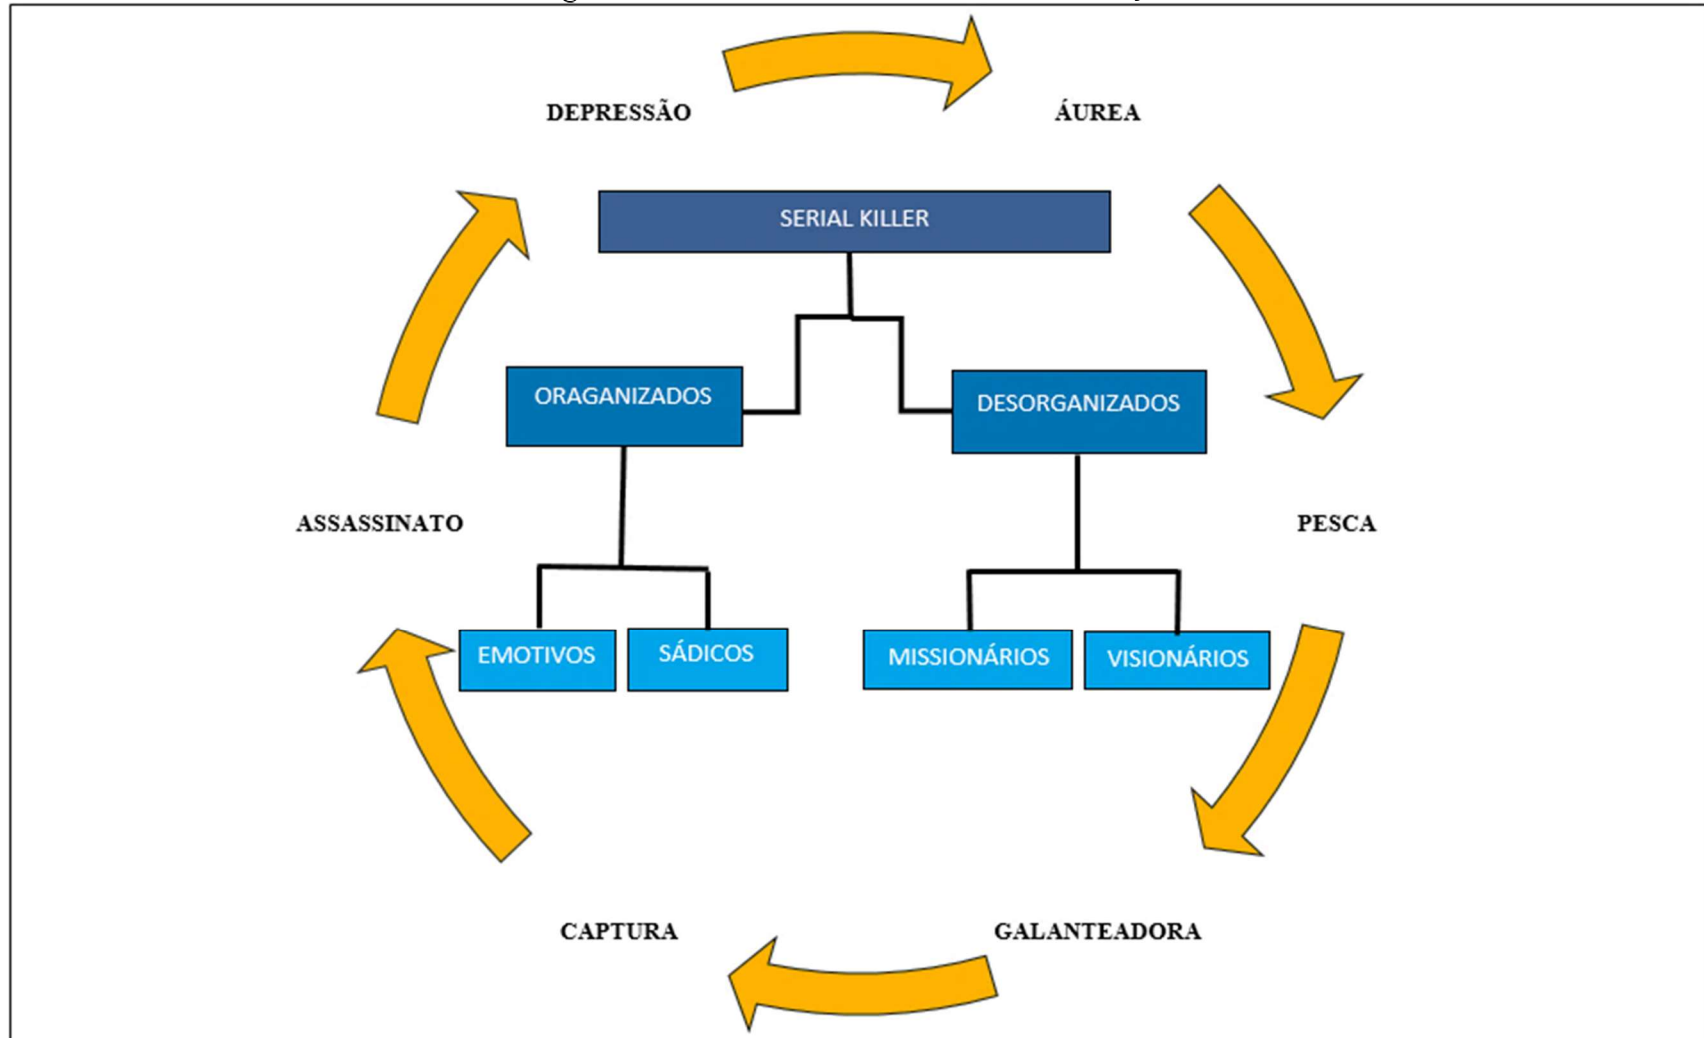 DEPRESSÃO
ÁUREA
SERIAL KILLER
ORAGANIZADOS
DESORGANIZADOS
ASSASSINATO
PESCA
EMOTIVOS
SÁDICOS
MISSIONÁRIOS
VISIONÁRIOS
CAPTURA
GALANTEADORA